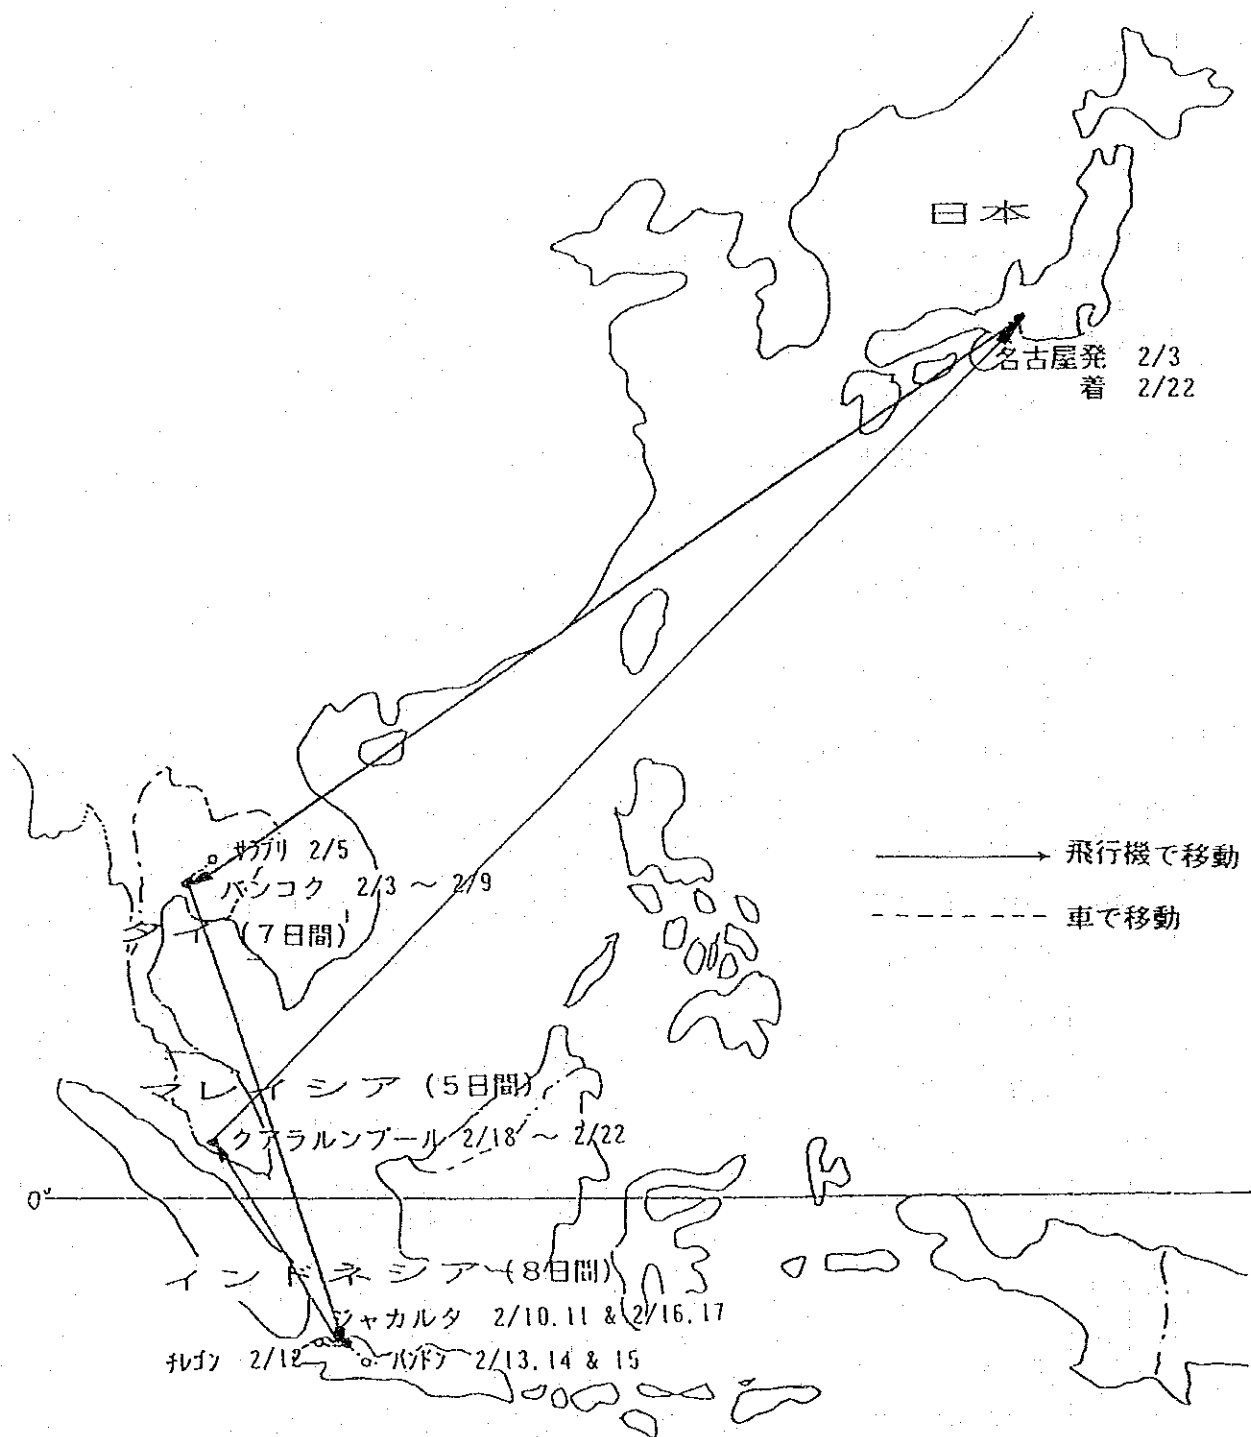 日本
名古屋発 2/3
着 2/22
サラブリ 2/5
バンコク 2/3 ～ 2/9
タイ (7日間)
飛行機で移動
車で移動
マレイシア (5日間)
クアラルンプール 2/18 ～ 2/22
0°
インドネシア (8日間)
ジャカルタ 2/10.11 & 2/16.17
チレゴン 2/12
バンドン 2/13.14 & 15